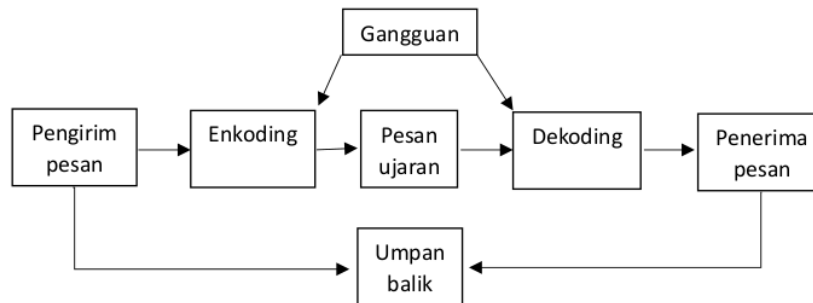 Gangguan
Pengirim
pesan
Enkoding
Pesan
ujaran
Dekoding
Penerima
pesan
Umpan
balik